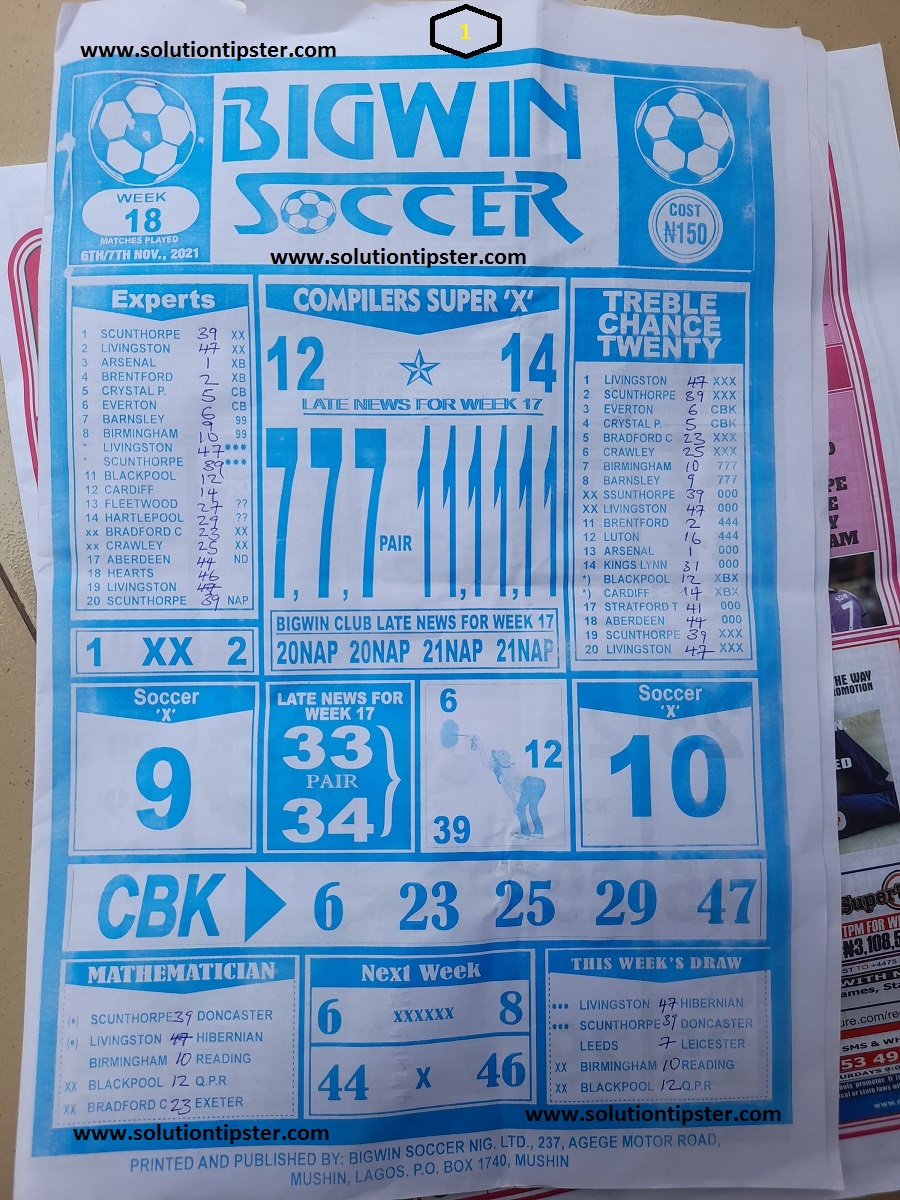 www.solutiontipster.com
1
BIGWIN
SOCCER
WEEK
18
MATCHES PLAYED
6TH/7TH NOV., 2021
COST
₦150
www.solutiontipster.com
Experts
1 SCUNTHORPE 39 XX
2 LIVINGSTON 47 XX
3 ARSENAL 1 XB
4 BRENTFORD 2 XB
5 CRYSTAL P. 5 CB
6 EVERTON 6 CB
7 BARNSLEY 9 99
8 BIRMINGHAM 10 99
* LIVINGSTON 47 ***
* SCUNTHORPE 39 ***
11 BLACKPOOL 12
12 CARDIFF 14
13 FLEETWOOD 27 ??
14 HARTLEPOOL 29 ??
xx BRADFORD C 23 XX
xx CRAWLEY 25 XX
17 ABERDEEN 44 ND
18 HEARTS 46
19 LIVINGSTON 47
20 SCUNTHORPE 39 NAP
1 XX 2
COMPILERS SUPER 'X'
12 14
LATE NEWS FOR WEEK 17
7,7,7 PAIR 11,11,11
BIGWIN CLUB LATE NEWS FOR WEEK 17
20NAP 20NAP 21NAP 21NAP
TREBLE
CHANCE
TWENTY
1 LIVINGSTON 47 XXX
2 SCUNTHORPE 39 XXX
3 EVERTON 6 CBK
4 CRYSTAL P. 5 CBK
5 BRADFORD C 23 XXX
6 CRAWLEY 25 XXX
7 BIRMINGHAM 10 777
8 BARNSLEY 9 777
XX SSUNTHORPE 39 000
XX LIVINGSTON 47 000
11 BRENTFORD 2 444
12 LUTON 16 444
13 ARSENAL 1 000
14 KINGS LYNN 31 000
*) BLACKPOOL 12 XBX
*) CARDIFF 14 XBX
17 STRATFORD T 41 000
18 ABERDEEN 44 000
19 SCUNTHORPE 39 XXX
20 LIVINGSTON 47 XXX
Soccer
'X'
9
LATE NEWS FOR
WEEK 17
33
PAIR
34
6
12
39
Soccer
'X'
10
CBK 6 23 25 29 47
MATHEMATICIAN
(•) SCUNTHORPE 39 DONCASTER
(•) LIVINGSTON 47 HIBERNIAN
BIRMINGHAM 10 READING
XX BLACKPOOL 12 Q.P.R
XX BRADFORD C 23 EXETER
Next Week
6 xxxxxx 8
44 X 46
THIS WEEK'S DRAW
••• LIVINGSTON 47 HIBERNIAN
••• SCUNTHORPE 39 DONCASTER
LEEDS 7 LEICESTER
XX BIRMINGHAM 10 READING
XX BLACKPOOL 12 Q.P.R
www.solutiontipster.com
www.solutiontipster.com
PRINTED AND PUBLISHED BY: BIGWIN SOCCER NIG. LTD., 237, AGEGE MOTOR ROAD,
MUSHIN, LAGOS. P.O. BOX 1740, MUSHIN